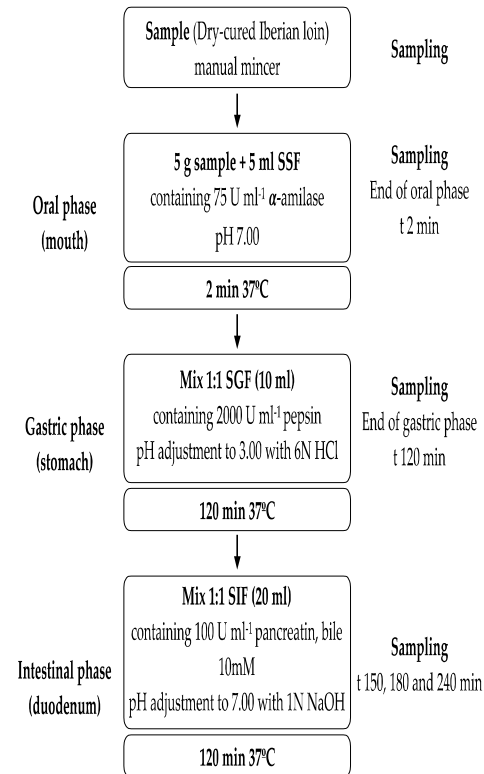 Sample (Dry-cured Iberian loin)
manual mincer
Sampling
Oral phase
(mouth)
5 g sample + 5 ml SSF
containing 75 U ml-1 α-amilase
pH 7.00
Sampling
End of oral phase
t 2 min
2 min 37ºC
Gastric phase
(stomach)
Mix 1:1 SGF (10 ml)
containing 2000 U ml-1 pepsin
pH adjustment to 3.00 with 6N HCl
Sampling
End of gastric phase
t 120 min
120 min 37ºC
Intestinal phase
(duodenum)
Mix 1:1 SIF (20 ml)
containing 100 U ml-1 pancreatin, bile
10mM
pH adjustment to 7.00 with 1N NaOH
Sampling
t 150, 180 and 240 min
120 min 37ºC